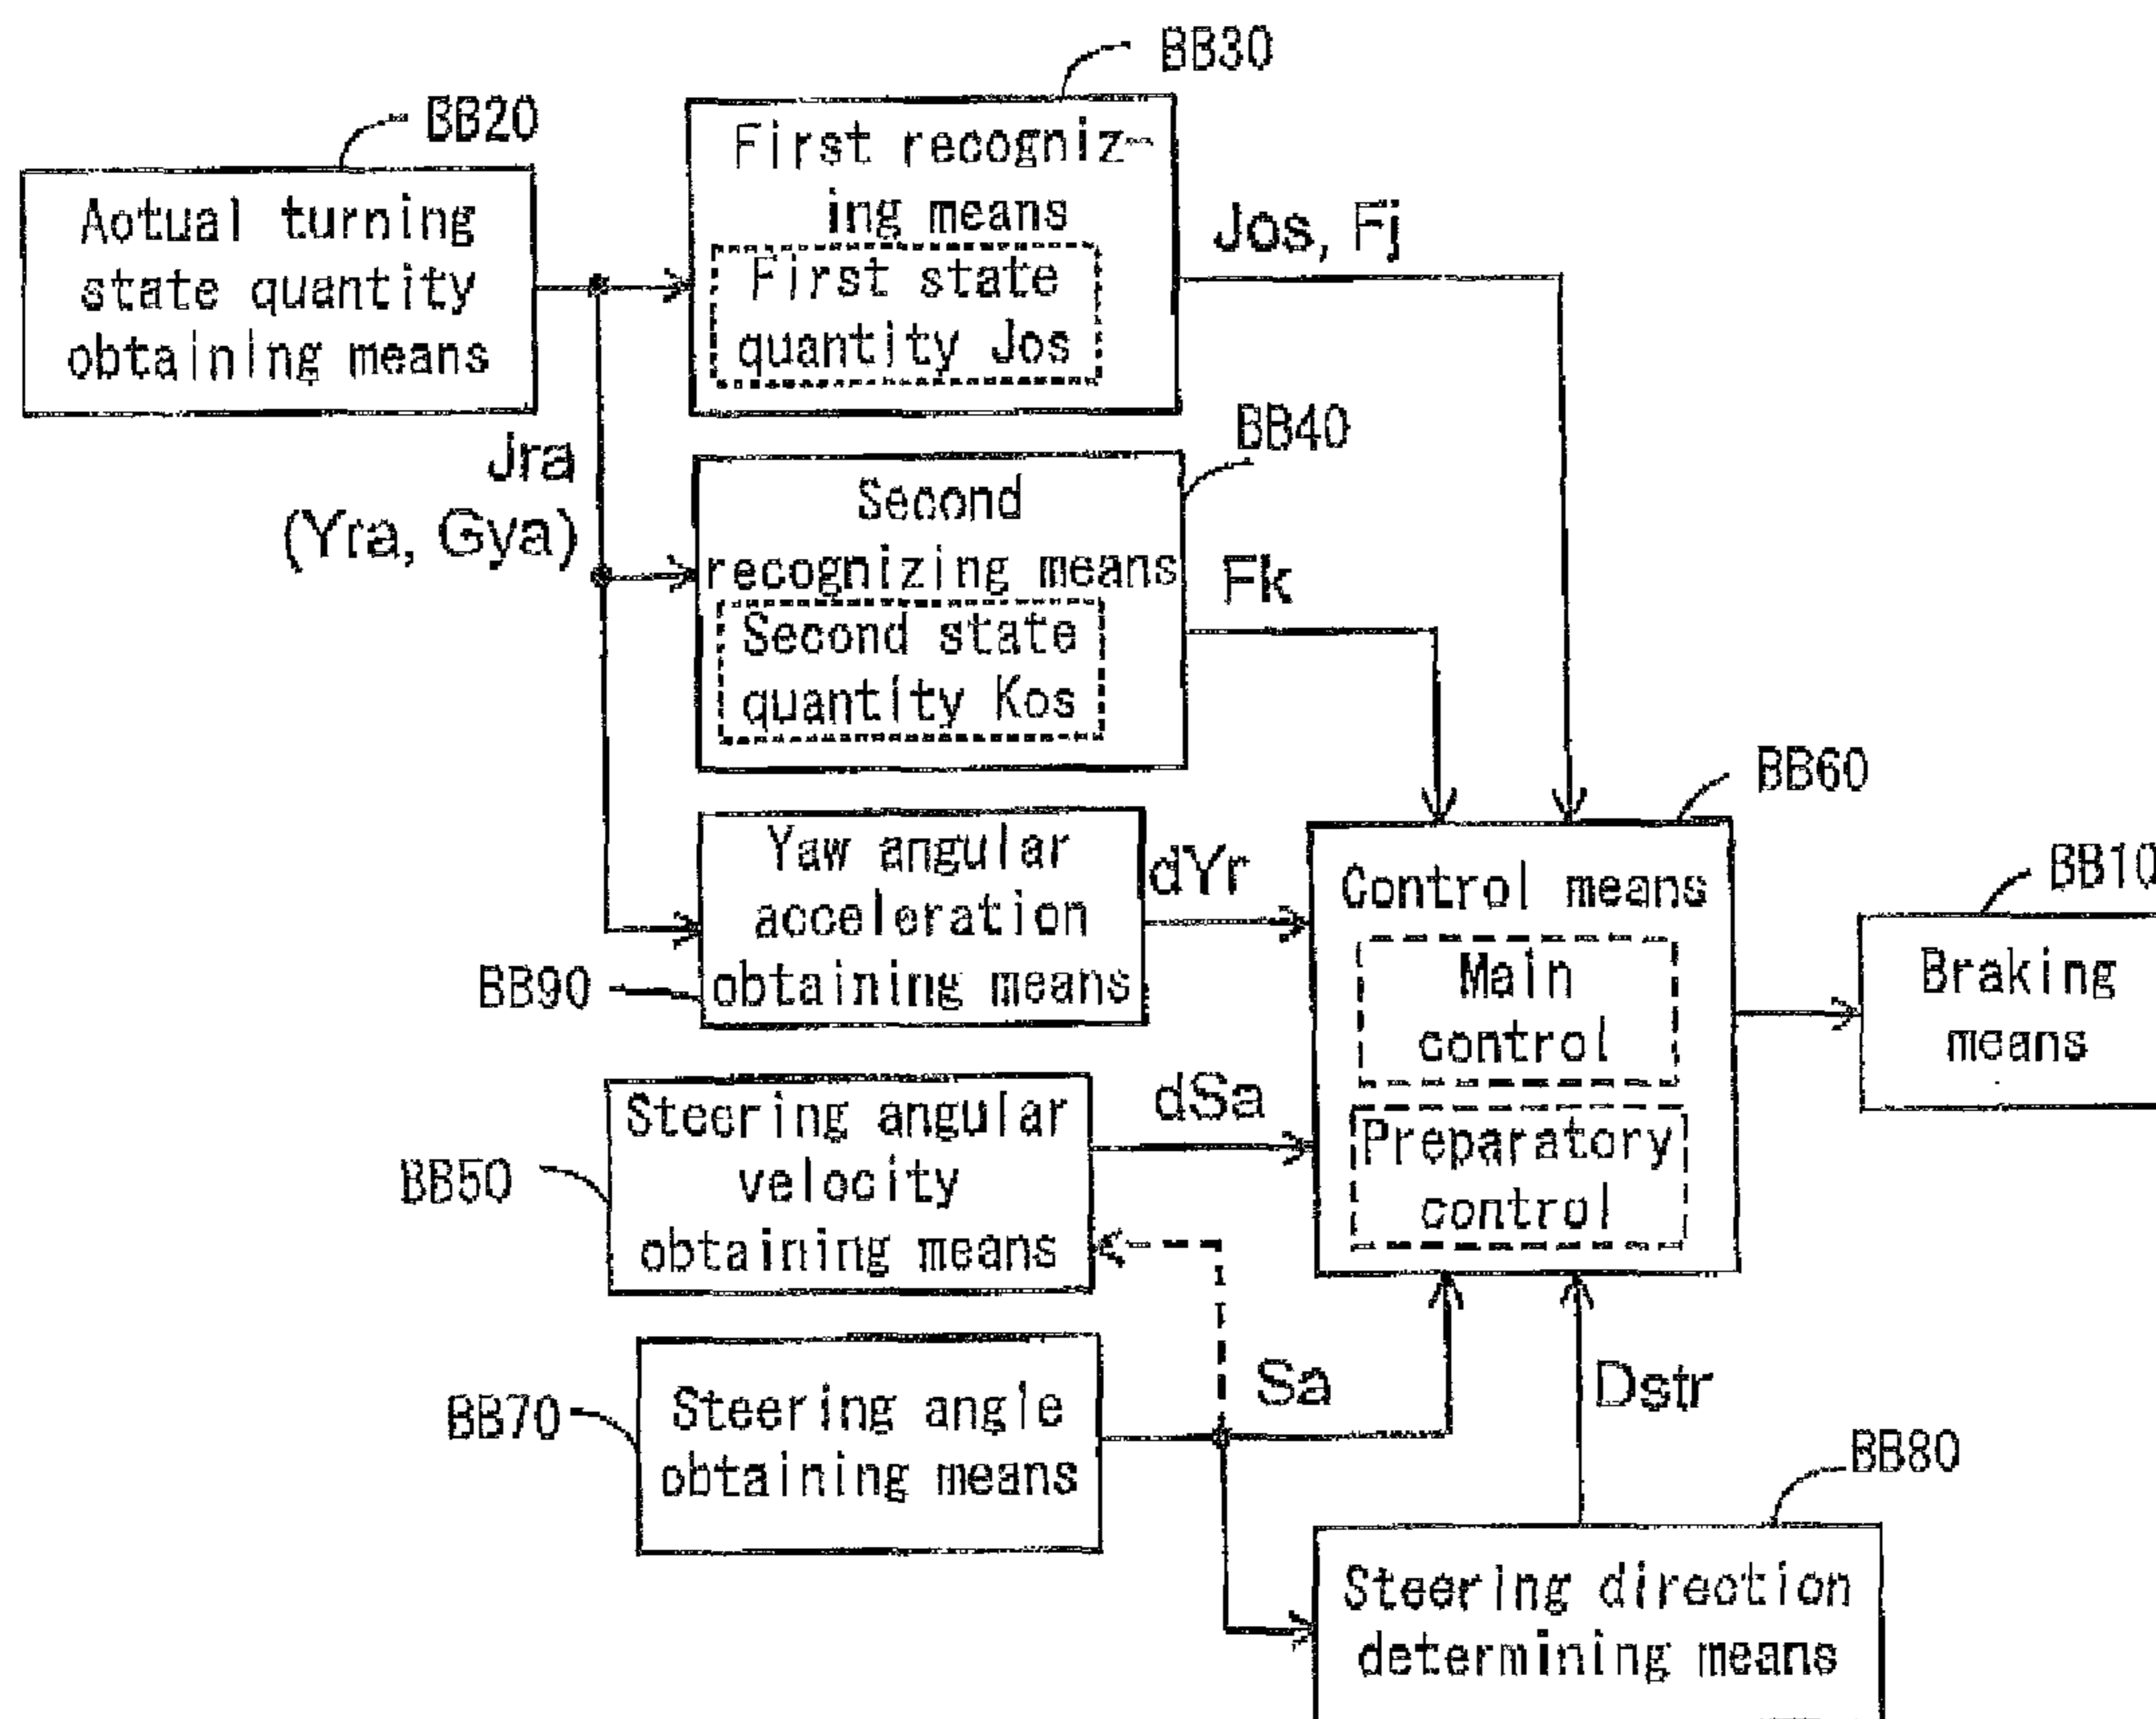 BB30
BB20
First recogniz-
ing means
First state
quantity Jos
Actual turning
state quantity
obtaining means
Jos, Fj
BB40
Jra
(Yra, Gya)
Second
recognizing means
Second state
quantity Kos
Fk
BB60
Yaw angular
acceleration
obtaining means
dYr
BB90
Control means
Main
control
Preparatory
control
BB10
Braking
means
Steering angular
velocity
obtaining means
dSa
BB50
Steering angle
obtaining means
BB70
Sa
Dstr
BB80
Steering direction
determining means